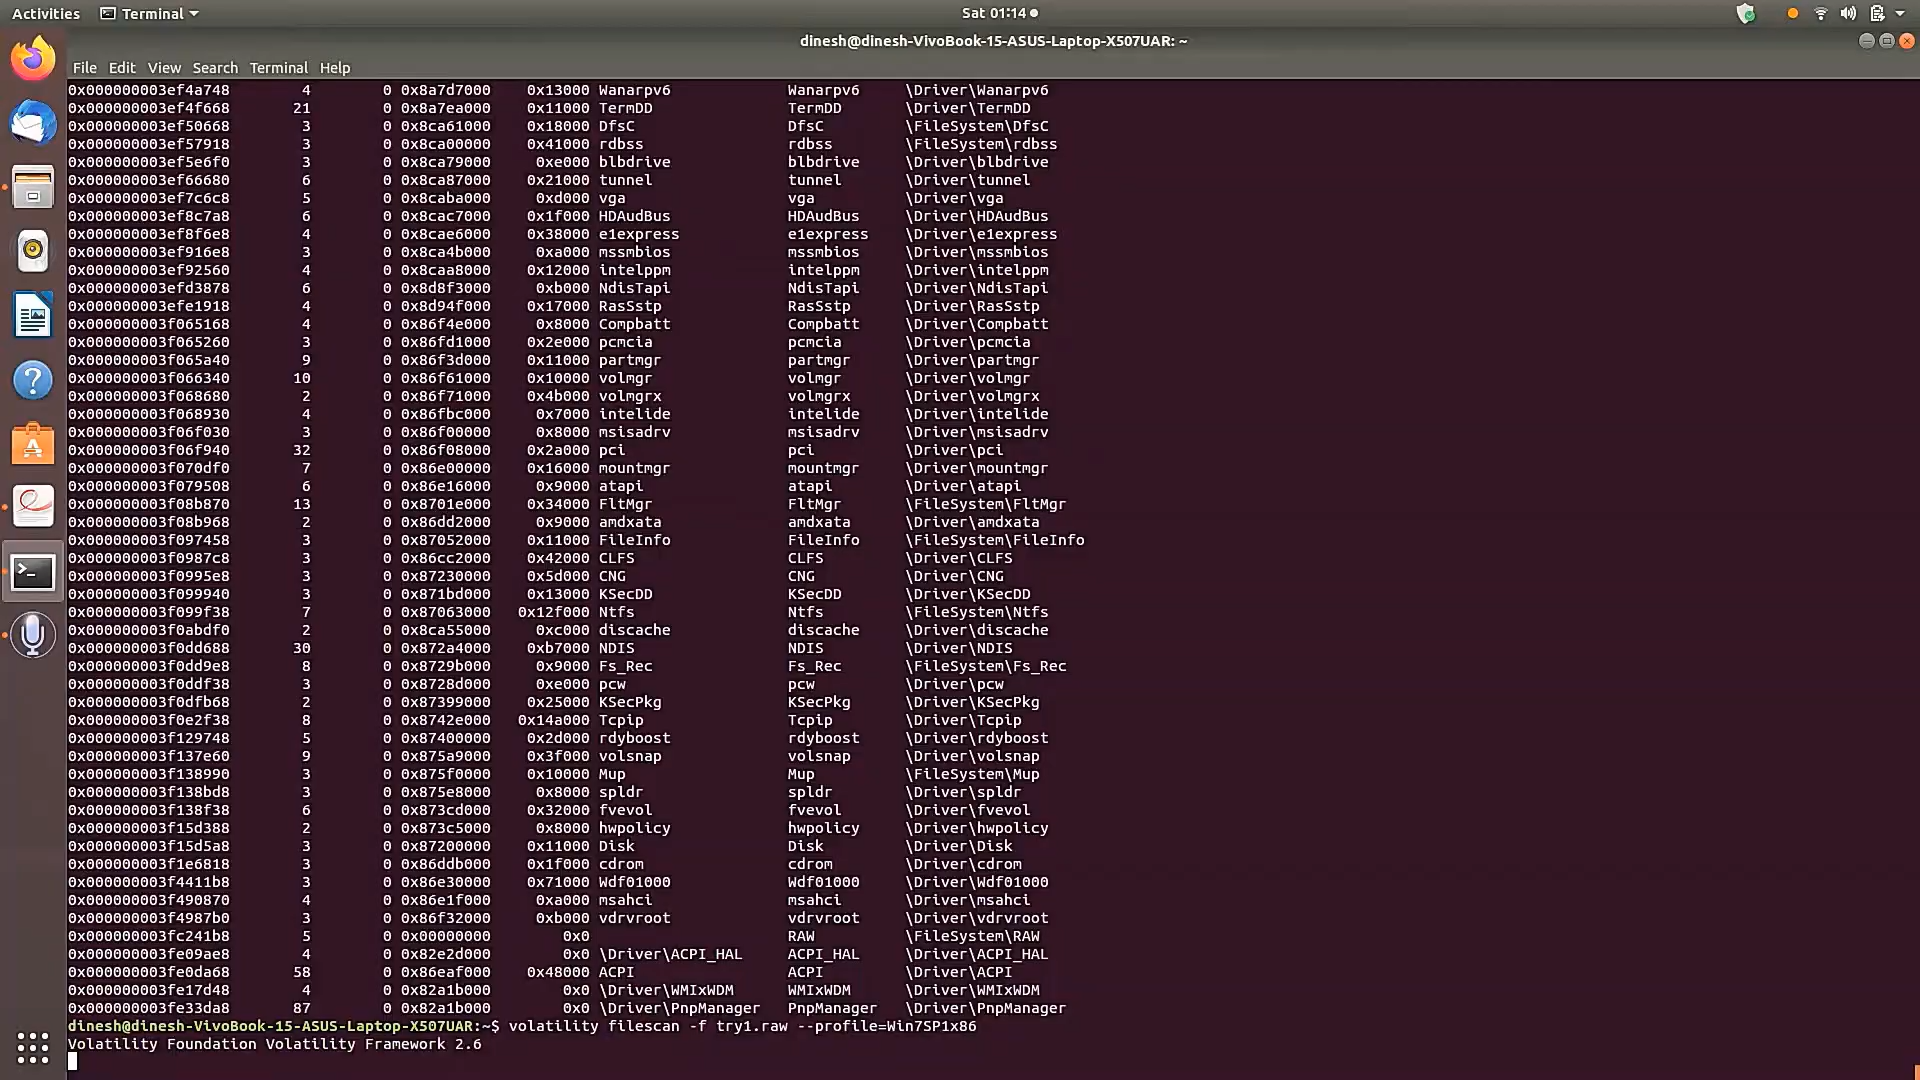 Activities Terminal Sat 01:14
dinesh@dinesh-VivoBook-15-ASUS-Laptop-X507UAR: ~
File Edit View Search Terminal Help
0x000000003ef4a748 4 0 0x8a7d7000 0x13000 Wanarpv6 Wanarpv6 \Driver\Wanarpv6
0x000000003ef4f668 21 0 0x8a7ea000 0x11000 TermDD TermDD \Driver\TermDD
0x000000003ef50668 3 0 0x8ca61000 0x18000 DfsC DfsC \FileSystem\DfsC
0x000000003ef57918 3 0 0x8ca00000 0x41000 rdbss rdbss \FileSystem\rdbss
0x000000003ef5e6f0 3 0 0x8ca79000 0xe000 blbdrive blbdrive \Driver\blbdrive
0x000000003ef66680 6 0 0x8ca87000 0x21000 tunnel tunnel \Driver\tunnel
0x000000003ef7c6c8 5 0 0x8caba000 0xd000 vga vga \Driver\vga
0x000000003ef8c7a8 6 0 0x8cac7000 0x1f000 HDAudBus HDAudBus \Driver\HDAudBus
0x000000003ef8f6e8 4 0 0x8cae6000 0x38000 e1express e1express \Driver\e1express
0x000000003ef916e8 3 0 0x8ca4b000 0xa000 mssmbios mssmbios \Driver\mssmbios
0x000000003ef92560 4 0 0x8caa8000 0x12000 intelppm intelppm \Driver\intelppm
0x000000003efd3878 6 0 0x8d8f3000 0xb000 NdisTapi NdisTapi \Driver\NdisTapi
0x000000003efe1918 4 0 0x8d94f000 0x17000 RasSstp RasSstp \Driver\RasSstp
0x000000003f065168 4 0 0x86f4e000 0x8000 Compbatt Compbatt \Driver\Compbatt
0x000000003f065260 3 0 0x86fd1000 0x2e000 pcmcia pcmcia \Driver\pcmcia
0x000000003f065a40 9 0 0x86f3d000 0x11000 partmgr partmgr \Driver\partmgr
0x000000003f066340 10 0 0x86f61000 0x10000 volmgr volmgr \Driver\volmgr
0x000000003f068680 2 0 0x86f71000 0x4b000 volmgrx volmgrx \Driver\volmgrx
0x000000003f068930 4 0 0x86fbc000 0x7000 intelide intelide \Driver\intelide
0x000000003f06f030 3 0 0x86f00000 0x8000 msisadrv msisadrv \Driver\msisadrv
0x000000003f06f940 32 0 0x86f08000 0x2a000 pci pci \Driver\pci
0x000000003f070df0 7 0 0x86e00000 0x16000 mountmgr mountmgr \Driver\mountmgr
0x000000003f079508 6 0 0x86e16000 0x9000 atapi atapi \Driver\atapi
0x000000003f08b870 13 0 0x8701e000 0x34000 FltMgr FltMgr \FileSystem\FltMgr
0x000000003f08b968 2 0 0x86dd2000 0x9000 amdxata amdxata \Driver\amdxata
0x000000003f097458 3 0 0x87052000 0x11000 FileInfo FileInfo \FileSystem\FileInfo
0x000000003f0987c8 3 0 0x86cc2000 0x42000 CLFS CLFS \Driver\CLFS
0x000000003f0995e8 3 0 0x87230000 0x5d000 CNG CNG \Driver\CNG
0x000000003f099940 3 0 0x871bd000 0x13000 KSecDD KSecDD \Driver\KSecDD
0x000000003f099f38 7 0 0x87063000 0x12f000 Ntfs Ntfs \FileSystem\Ntfs
0x000000003f0abdf0 2 0 0x8ca55000 0xc000 discache discache \Driver\discache
0x000000003f0dd688 30 0 0x872a4000 0xb7000 NDIS NDIS \Driver\NDIS
0x000000003f0dd9e8 8 0 0x8729b000 0x9000 Fs_Rec Fs_Rec \FileSystem\Fs_Rec
0x000000003f0ddf38 3 0 0x8728d000 0xe000 pcw pcw \Driver\pcw
0x000000003f0dfb68 2 0 0x87399000 0x25000 KSecPkg KSecPkg \Driver\KSecPkg
0x000000003f0e2f38 8 0 0x8742e000 0x14a000 Tcpip Tcpip \Driver\Tcpip
0x000000003f129748 5 0 0x87400000 0x2d000 rdyboost rdyboost \Driver\rdyboost
0x000000003f137e60 9 0 0x875a9000 0x3f000 volsnap volsnap \Driver\volsnap
0x000000003f138990 3 0 0x875f0000 0x10000 Mup Mup \FileSystem\Mup
0x000000003f138bd8 3 0 0x875e8000 0x8000 spldr spldr \Driver\spldr
0x000000003f138f38 6 0 0x873cd000 0x32000 fvevol fvevol \Driver\fvevol
0x000000003f15d388 2 0 0x873c5000 0x8000 hwpolicy hwpolicy \Driver\hwpolicy
0x000000003f15d5a8 3 0 0x87200000 0x11000 Disk Disk \Driver\Disk
0x000000003f1e6818 3 0 0x86ddb000 0x1f000 cdrom cdrom \Driver\cdrom
0x000000003f4411b8 3 0 0x86e30000 0x71000 Wdf01000 Wdf01000 \Driver\Wdf01000
0x000000003f490870 4 0 0x86e1f000 0xa000 msahci msahci \Driver\msahci
0x000000003f4987b0 3 0 0x86f32000 0xb000 vdrvroot vdrvroot \Driver\vdrvroot
0x000000003fc241b8 5 0 0x00000000 0x0 RAW \FileSystem\RAW
0x000000003fe09ae8 4 0 0x82e2d000 0x0 \Driver\ACPI_HAL ACPI_HAL \Driver\ACPI_HAL
0x000000003fe0da68 58 0 0x86eaf000 0x48000 ACPI ACPI \Driver\ACPI
0x000000003fe17d48 4 0 0x82a1b000 0x0 \Driver\WMIxWDM WMIxWDM \Driver\WMIxWDM
0x000000003fe33da8 87 0 0x82a1b000 0x0 \Driver\PnpManager PnpManager \Driver\PnpManager
dinesh@dinesh-VivoBook-15-ASUS-Laptop-X507UAR:~$ volatility filescan -f try1.raw --profile=Win7SP1x86
Volatility Foundation Volatility Framework 2.6